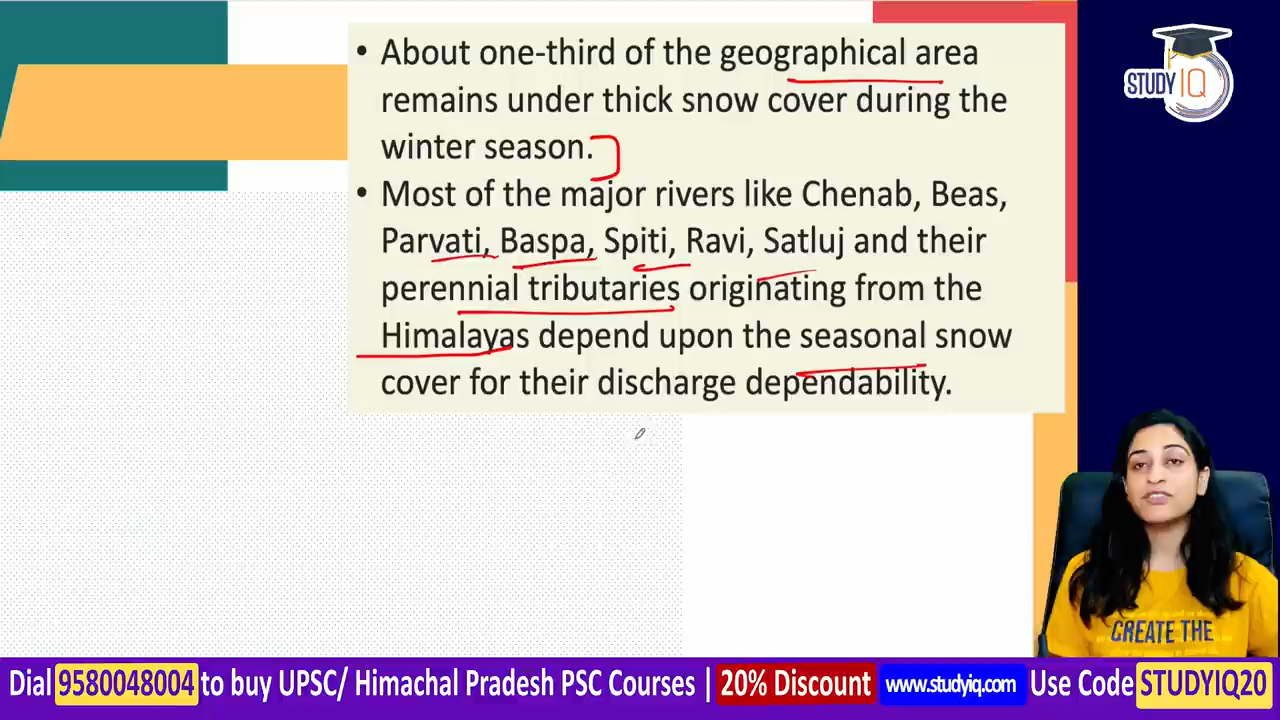 • About one-third of the geographical area
remains under thick snow cover during the
winter season.
• Most of the major rivers like Chenab, Beas,
Parvati, Baspa, Spiti, Ravi, Satluj and their
perennial tributaries originating from the
Himalayas depend upon the seasonal snow
cover for their discharge dependability.
STUDY IQ
CREATE THE
Dial 9580048004 to buy UPSC/ Himachal Pradesh PSC Courses | 20% Discount www.studyiq.com Use Code STUDYIQ20